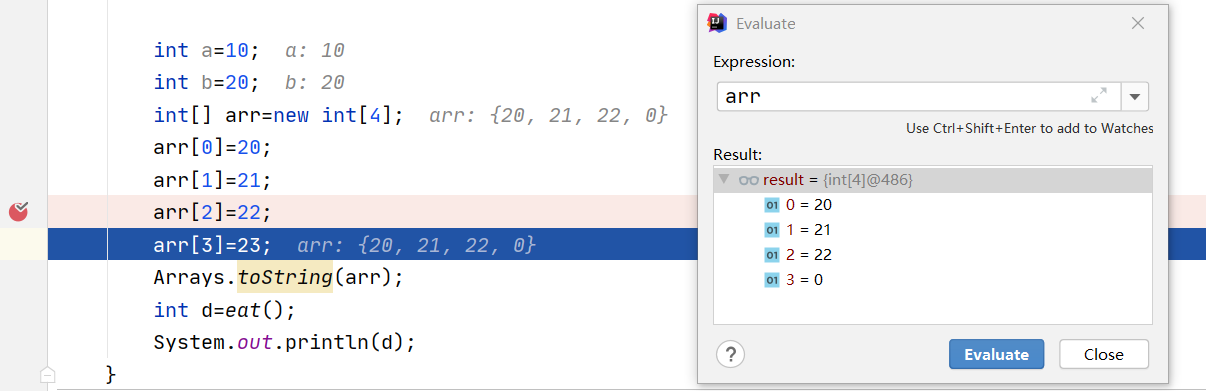 int a=10;  a: 10
int b=20;  b: 20
int[] arr=new int[4];  arr: {20, 21, 22, 0}
arr[0]=20;
arr[1]=21;
arr[2]=22;
arr[3]=23;  arr: {20, 21, 22, 0}
Arrays.toString(arr);
int d=eat();
System.out.println(d);
}
Evaluate
Expression:
arr
Use Ctrl+Shift+Enter to add to Watches
Result:
result = {int[4]@486}
01 0 = 20
01 1 = 21
01 2 = 22
01 3 = 0
?
Evaluate
Close